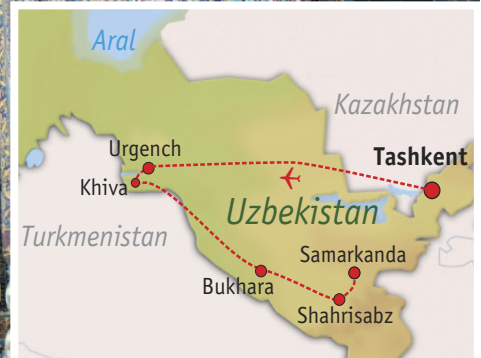 Aral
Kazakhstan
Urgench
Tashkent
Khiva
Uzbekistan
Turkmenistan
Samarkanda
Bukhara
Shahrisabz